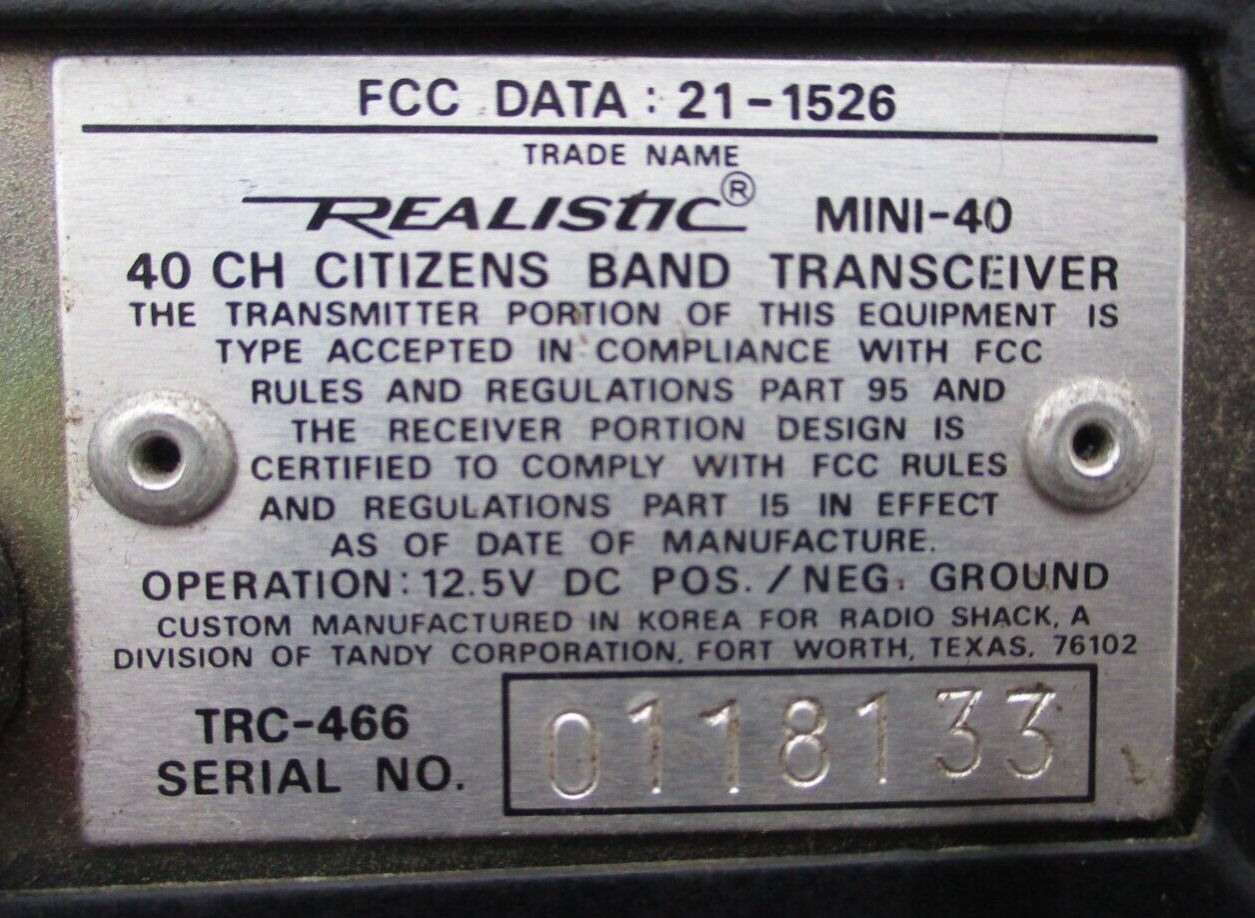 FCC DATA : 21-1526
TRADE NAME
REALISTIC® MINI-40
40 CH CITIZENS BAND TRANSCEIVER
THE TRANSMITTER PORTION OF THIS EQUIPMENT IS
TYPE ACCEPTED IN COMPLIANCE WITH FCC
RULES AND REGULATIONS PART 95 AND
THE RECEIVER PORTION DESIGN IS
CERTIFIED TO COMPLY WITH FCC RULES
AND REGULATIONS PART 15 IN EFFECT
AS OF DATE OF MANUFACTURE.
OPERATION: 12.5V DC POS./NEG. GROUND
CUSTOM MANUFACTURED IN KOREA FOR RADIO SHACK, A
DIVISION OF TANDY CORPORATION, FORT WORTH, TEXAS. 76102
TRC-466
SERIAL NO. 0118133